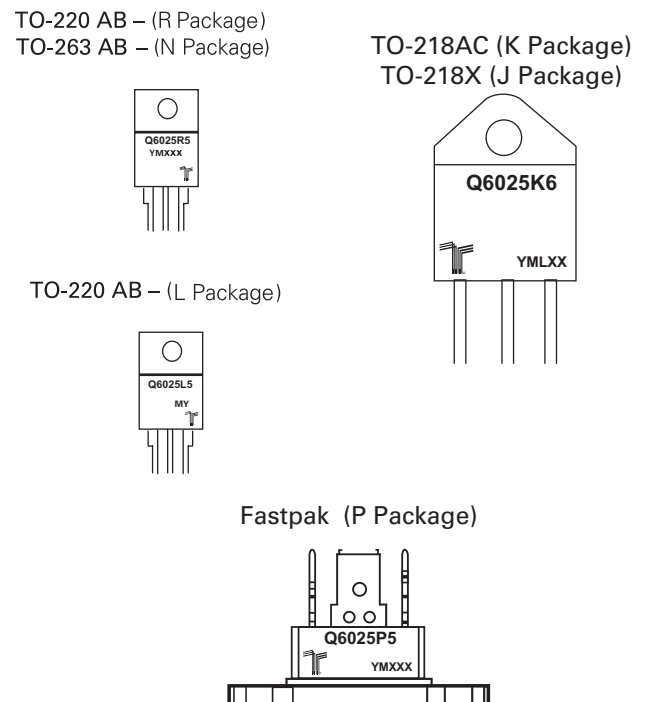 TO-220 AB – (R Package)
TO-263 AB – (N Package)
Q6025R5
YMXXX
TO-218AC (K Package)
TO-218X (J Package)
Q6025K6
YMLXX
TO-220 AB – (L Package)
Q6025L5
MY
Fastpak (P Package)
Q6025P5
YMXXX